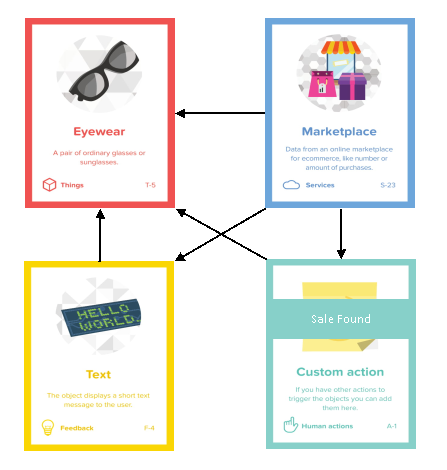 Eyewear
A pair of ordinary glasses or
sunglasses.
Things T-5
Marketplace
Data from an online marketplace
for ecommerce, like number or
amount of purchases.
Services S-23
HELLO
WORLD.
Text
The object displays a short text
message to the user.
Feedback F-4
Sale Found
Custom action
If you have other actions to
trigger the objects you can add
them here.
Human actions A-1